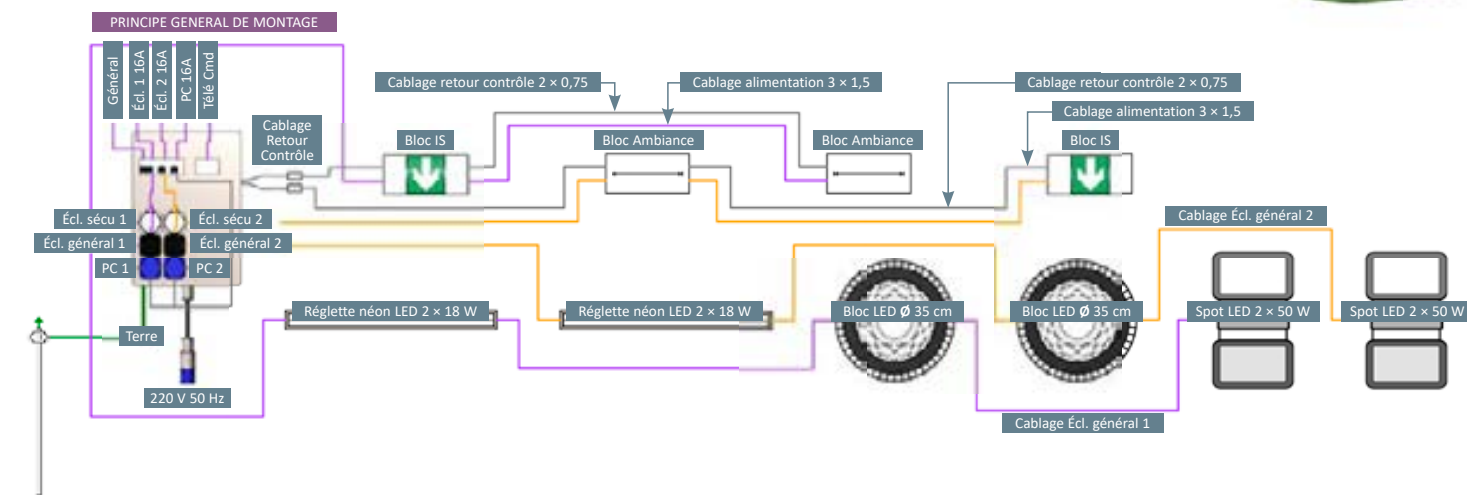 PRINCIPE GENERAL DE MONTAGE
Général
Écl. 1 16A
Écl. 2 16A
PC 16A
Télé Cmd
Cablage retour contrôle 2 × 0,75
Cablage alimentation 3 × 1,5
Cablage retour contrôle 2 × 0,75
Cablage alimentation 3 × 1,5
Cablage
Retour
Contrôle
Bloc IS
Bloc Ambiance
Bloc Ambiance
Bloc IS
Écl. sécu 1
Écl. sécu 2
Cablage Écl. général 2
Écl. général 1
Écl. général 2
PC 1
PC 2
Réglette néon LED 2 × 18 W
Réglette néon LED 2 × 18 W
Bloc LED Ø 35 cm
Bloc LED Ø 35 cm
Spot LED 2 × 50 W
Spot LED 2 × 50 W
Terre
220 V 50 Hz
Cablage Écl. général 1